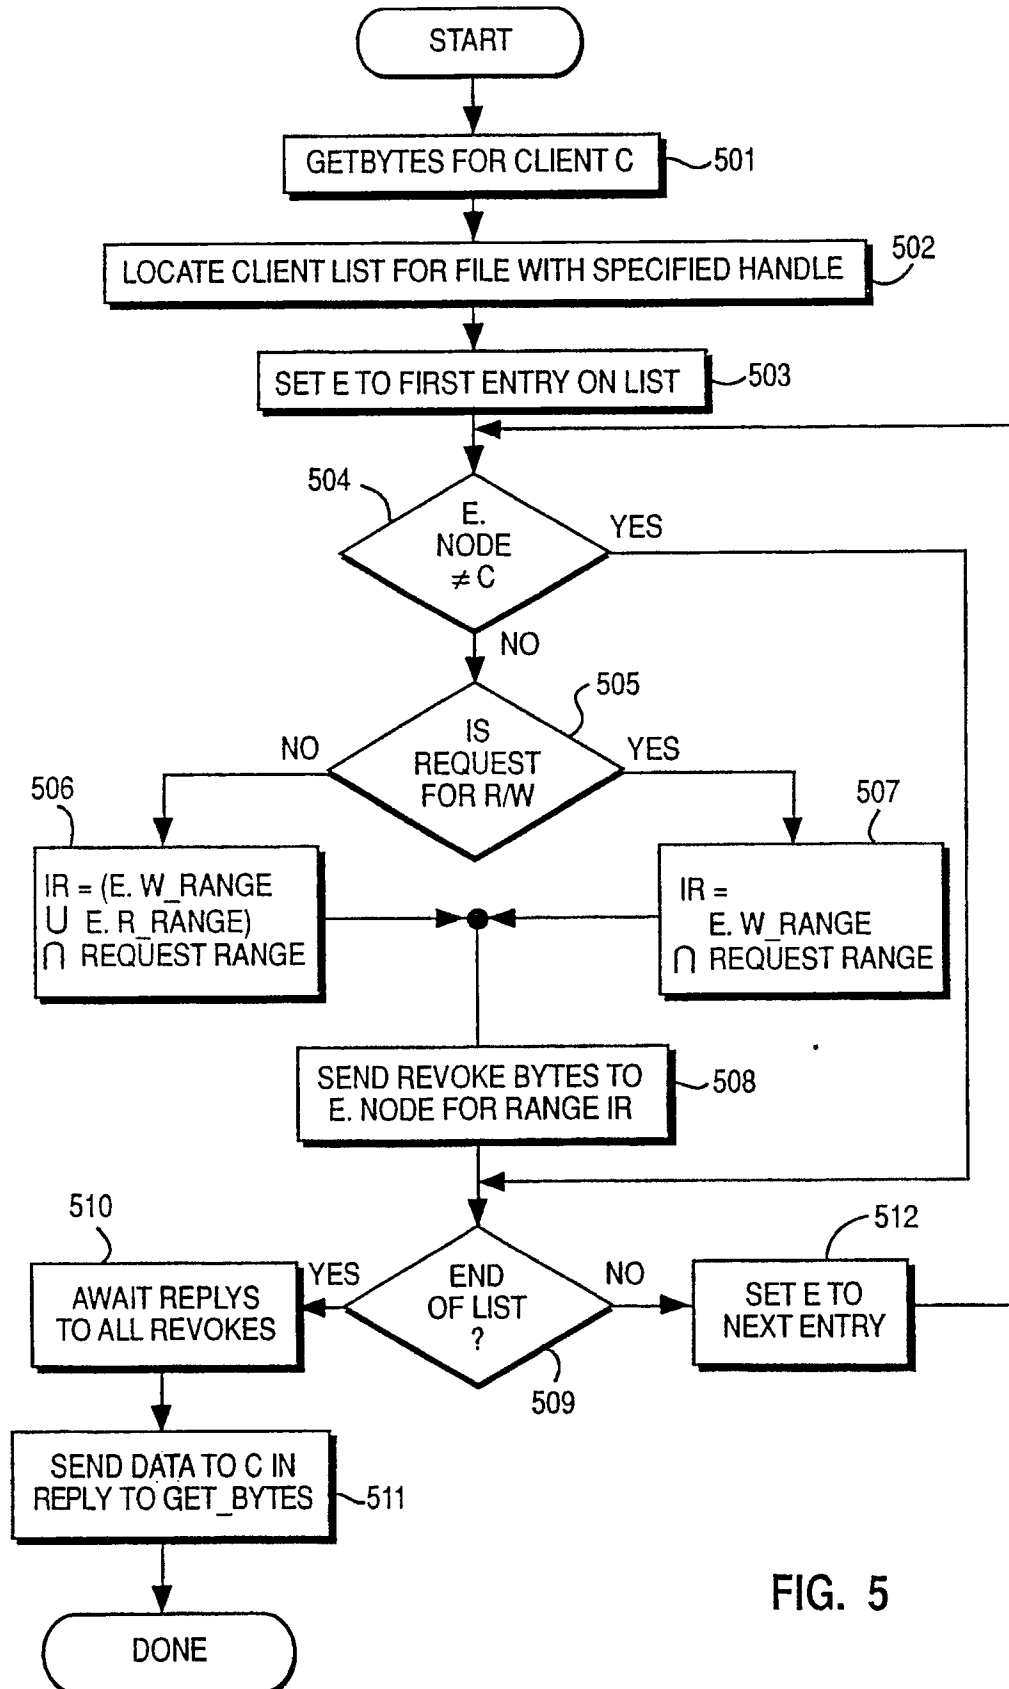 START
GETBYTES FOR CLIENT C
501
LOCATE CLIENT LIST FOR FILE WITH SPECIFIED HANDLE
502
SET E TO FIRST ENTRY ON LIST
503
504
E.
NODE
≠ C
YES
NO
505
IS
REQUEST
FOR R/W
NO
YES
506
IR = (E. W_RANGE
∪ E. R_RANGE)
∩ REQUEST RANGE
507
IR =
E. W_RANGE
∩ REQUEST RANGE
SEND REVOKE BYTES TO
E. NODE FOR RANGE IR
508
END
OF LIST
?
509
YES
NO
510
AWAIT REPLYS
TO ALL REVOKES
512
SET E TO
NEXT ENTRY
SEND DATA TO C IN
REPLY TO GET_BYTES
511
DONE
FIG. 5